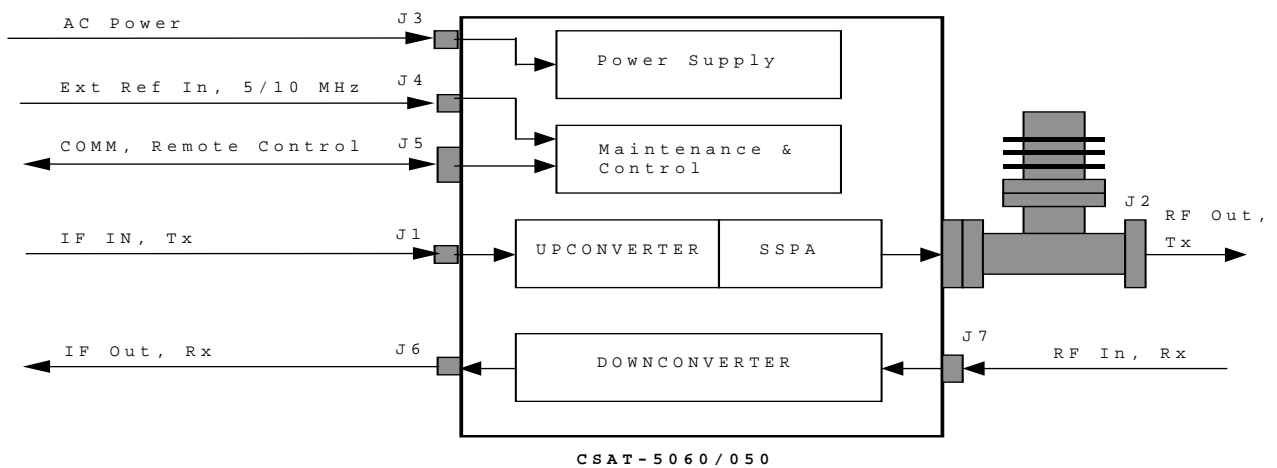 AC Power
J3
Power Supply
Ext Ref In, 5/10 MHz
J4
COMM, Remote Control
J5
Maintenance &
Control
J2
RF Out,
Tx
IF IN, Tx
J1
UPCONVERTER
SSPA
IF Out, Rx
J6
DOWNCONVERTER
J7
RF In, Rx
CSAT-5060/050